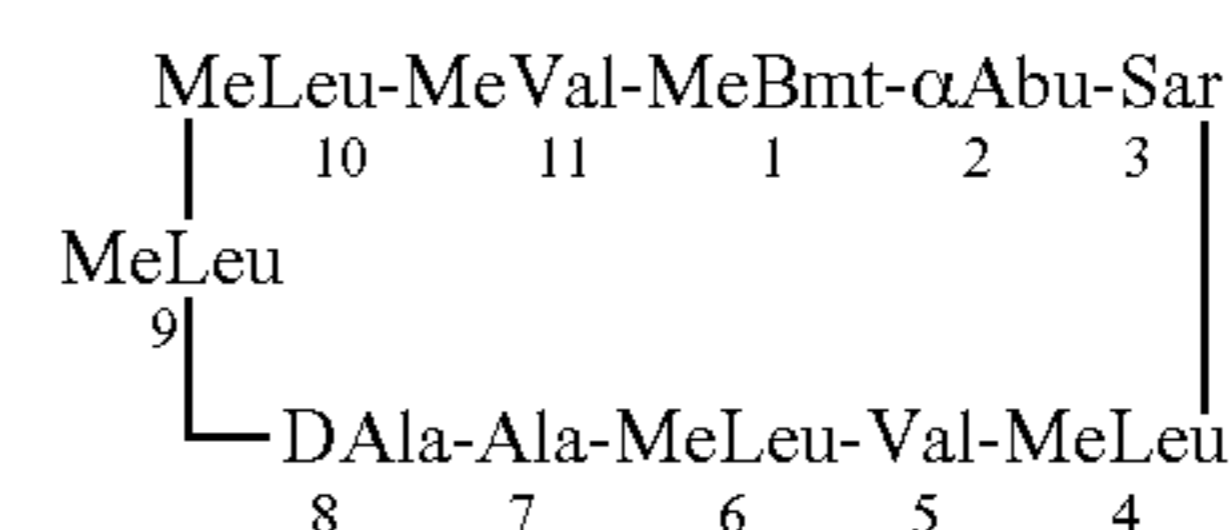 MeLeu-MeVal-MeBmt-αAbu-Sar
10 11 1 2 3
MeLeu
9
DAla-Ala-MeLeu-Val-MeLeu
8 7 6 5 4